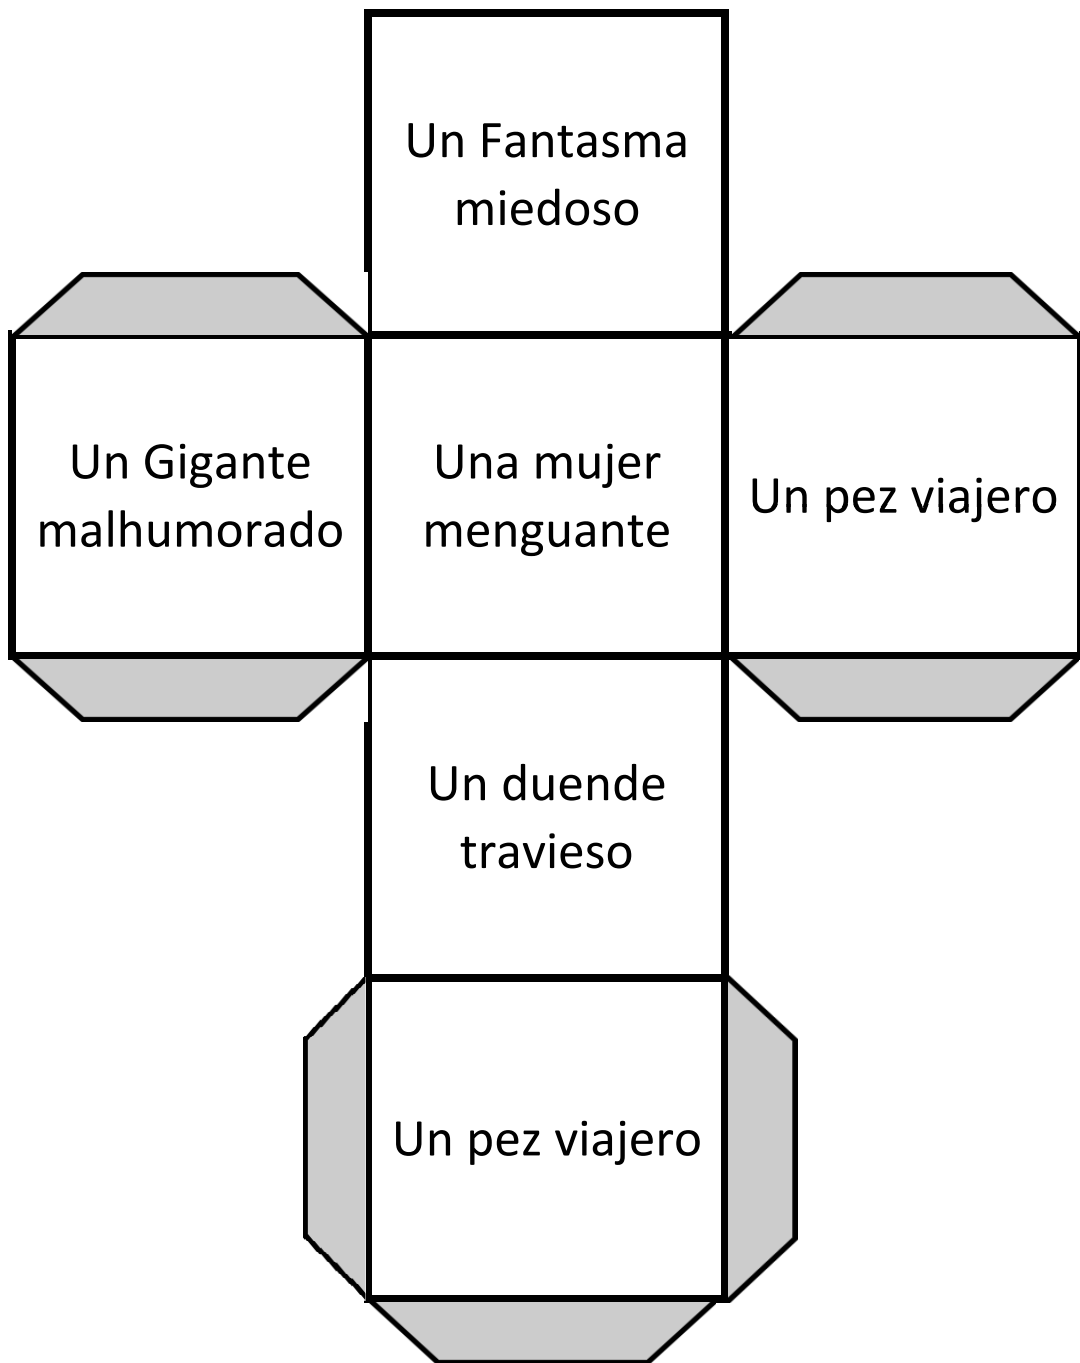 Un Fantasma
miedoso
Un Gigante
malhumorado
Una mujer
menguante
Un pez viajero
Un duende
travieso
Un pez viajero